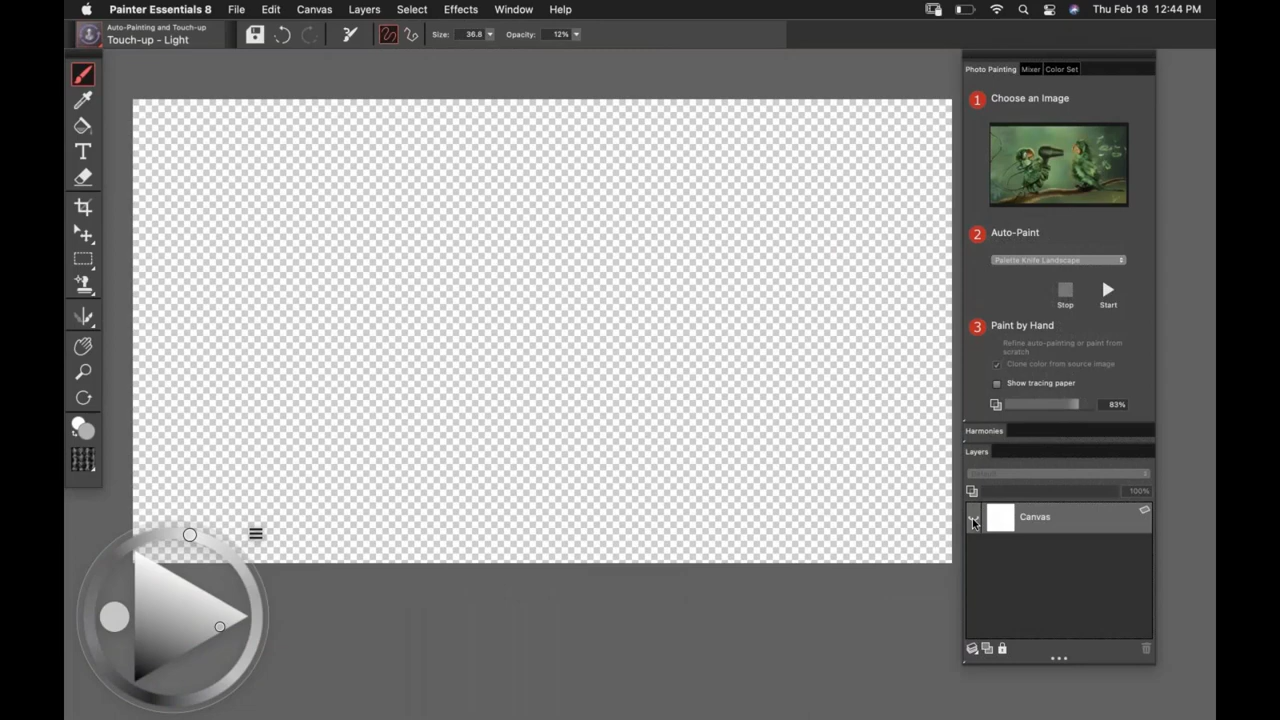 Painter Essentials 8 File Edit Canvas Layers Select Effects Window Help Thu Feb 18 12:44 PM
Auto-Painting and Touch-up
Touch-up - Light
Size: 36.8 Opacity: 12%
T
Photo Painting Mixer Color Set
1 Choose an Image
2 Auto-Paint
Palette Knife Landscape
Stop Start
3 Paint by Hand
Refine auto-painting or paint from
scratch
Clone color from source image
Show tracing paper
83%
Harmonies
Layers
Default
100%
Canvas